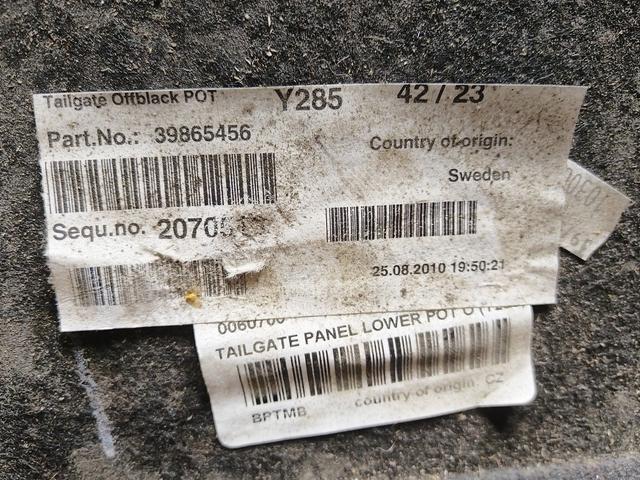 Tailgate Offblack POT Y285 42 / 23
Part.No.: 39865456
Country of origin:
Sweden
Sequ.no.
25.08.2010 19:50:21
0060700
TAILGATE PANEL LOWER POT
country of origin CZ
BPTMB